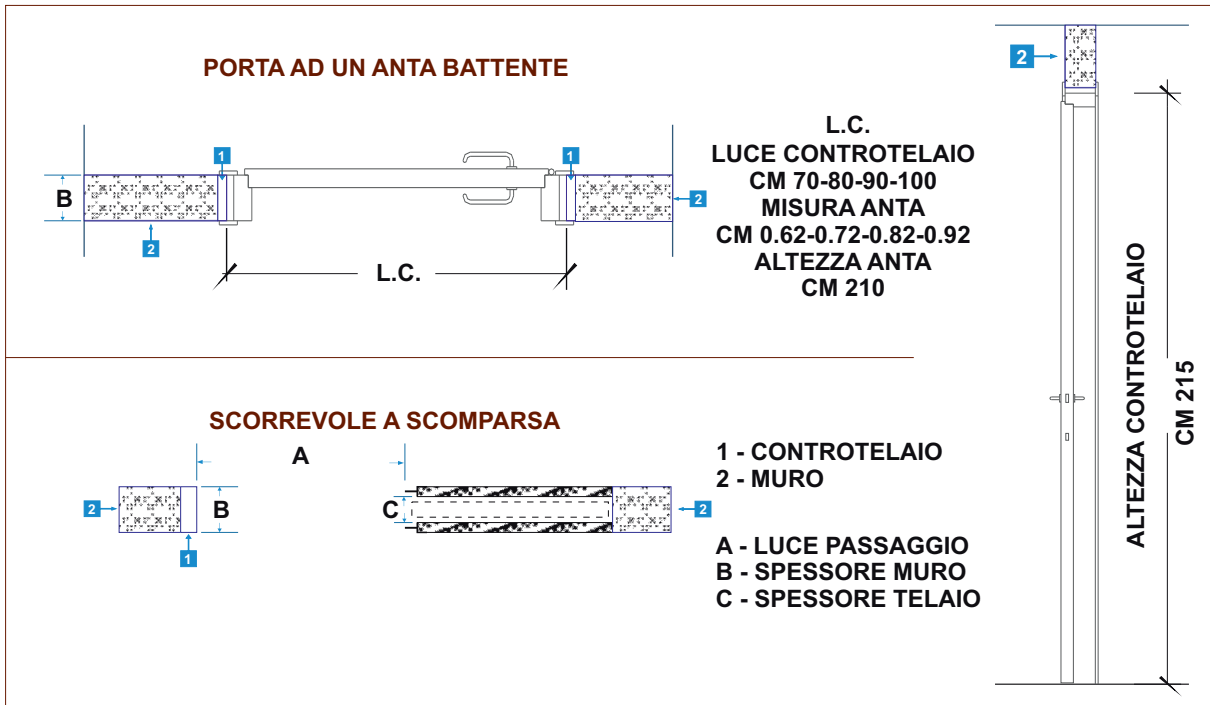 PORTA AD UN ANTA BATTENTE
1
1
B
2
2
L.C.
L.C.
LUCE CONTROTELAIO
CM 70-80-90-100
MISURA ANTA
CM 0.62-0.72-0.82-0.92
ALTEZZA ANTA
CM 210
SCORREVOLE A SCOMPARSA
A
2
B
C
2
1
1 - CONTROTELAIO
2 - MURO
A - LUCE PASSAGGIO
B - SPESSORE MURO
C - SPESSORE TELAIO
2
ALTEZZA CONTROTELAIO
CM 215